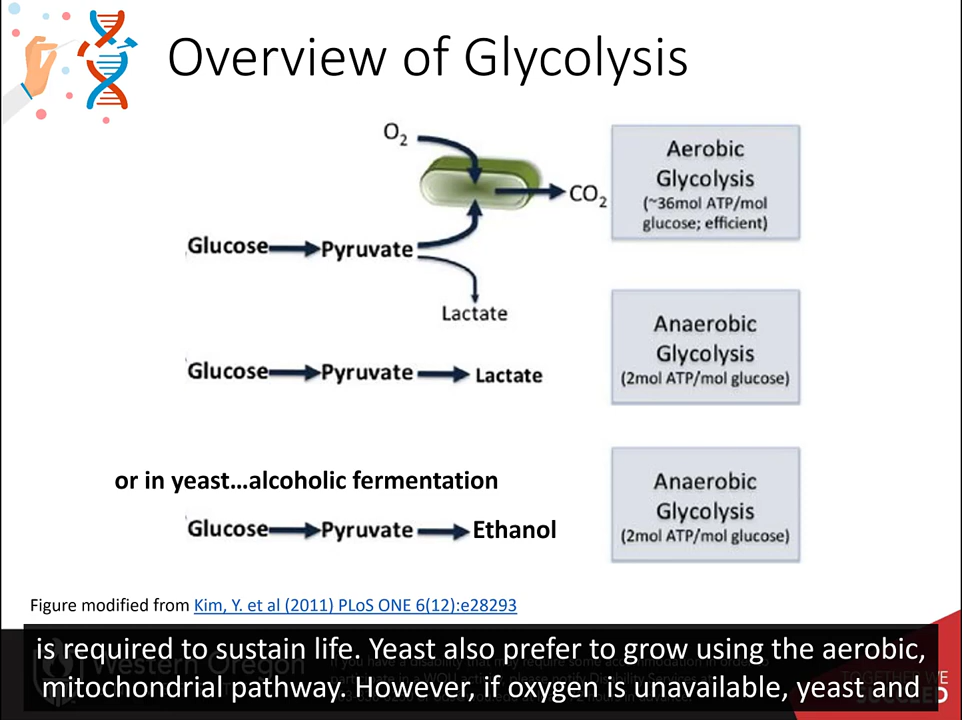 Overview of Glycolysis
O₂
CO₂
Glucose
Pyruvate
Lactate
Aerobic
Glycolysis
(~36mol ATP/mol
glucose; efficient)
Glucose
Pyruvate
Lactate
Anaerobic
Glycolysis
(2mol ATP/mol glucose)
or in yeast...alcoholic fermentation
Glucose
Pyruvate
Ethanol
Anaerobic
Glycolysis
(2mol ATP/mol glucose)
Figure modified from Kim, Y. et al (2011) PLoS ONE 6(12):e28293
is required to sustain life. Yeast also prefer to grow using the aerobic,
mitochondrial pathway. However, if oxygen is unavailable, yeast and
Western Oregon